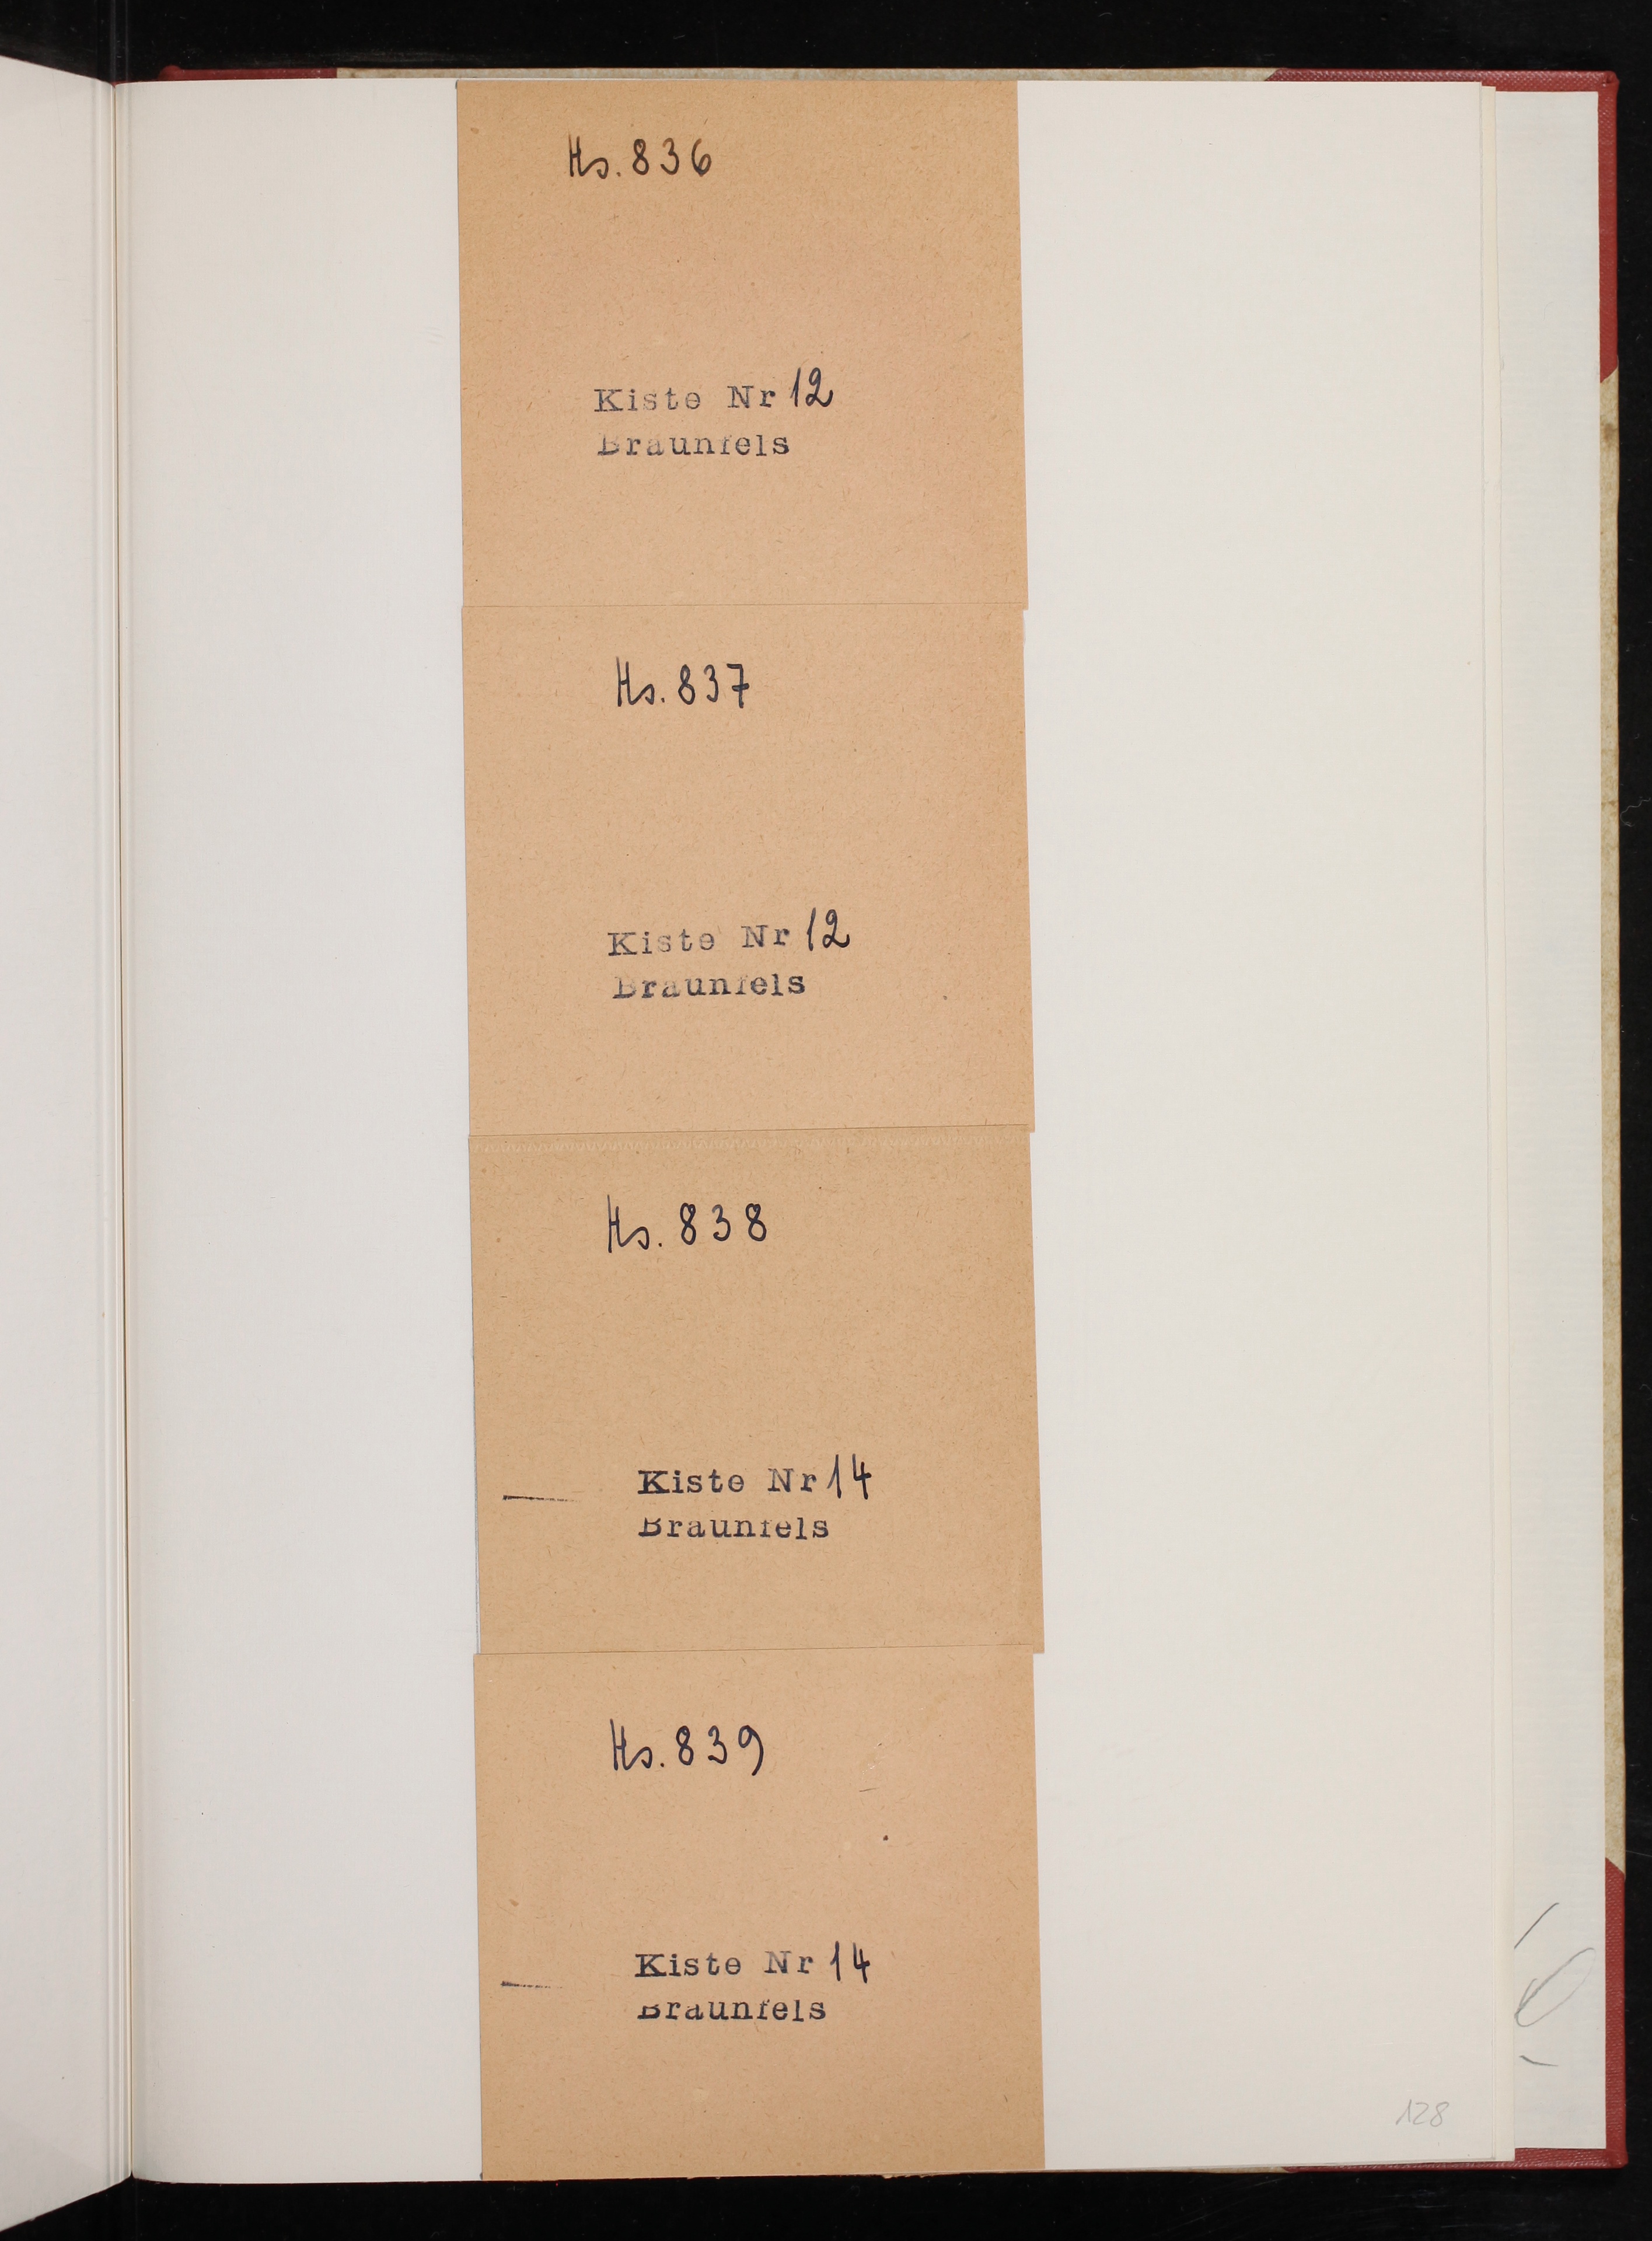 Hs. 836
Kiste Nr 12
Braunfels
Hs. 837
Kiste Nr 12
Braunfels
Hs. 838
Kiste Nr 14
Braunfels
Hs. 839
Kiste Nr 14
Braunfels
128